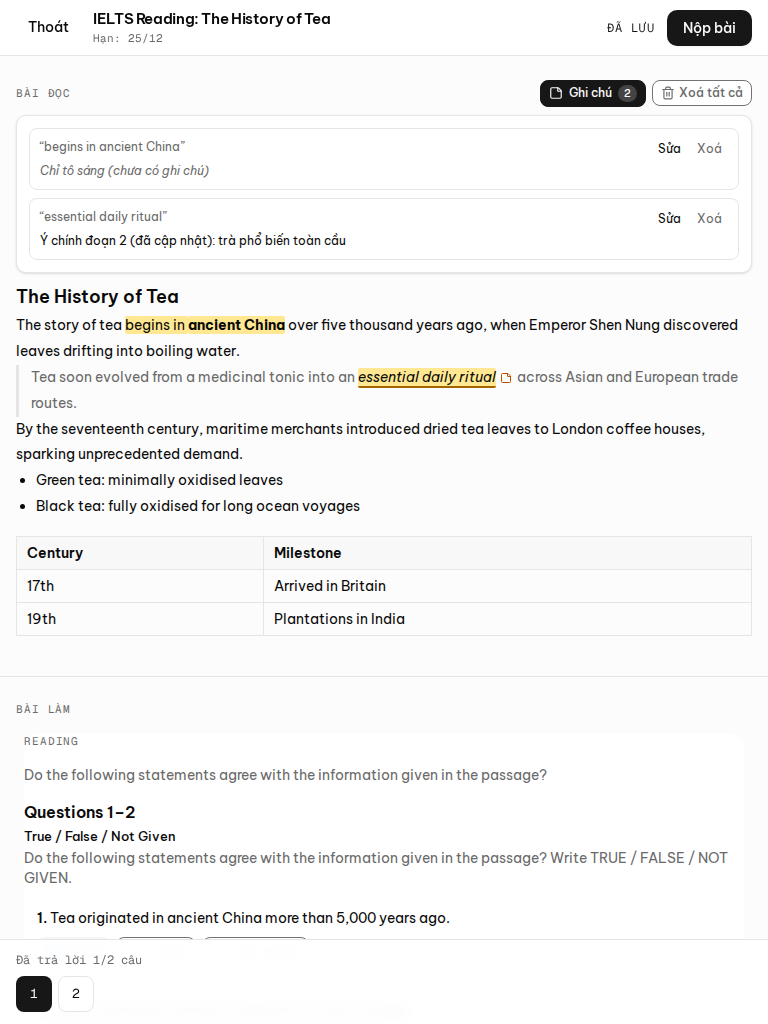 Thoát
IELTS Reading: The History of Tea
Hạn: 25/12
ĐÃ LƯU
Nộp bài
BÀI ĐỌC
Ghi chú 2
Xoá tất cả
“begins in ancient China”
Sửa Xoá
Chỉ tô sáng (chưa có ghi chú)
“essential daily ritual”
Sửa Xoá
Ý chính đoạn 2 (đã cập nhật): trà phổ biến toàn cầu
The History of Tea
The story of tea begins in ancient China over five thousand years ago, when Emperor Shen Nung discovered
leaves drifting into boiling water.
Tea soon evolved from a medicinal tonic into an essential daily ritual across Asian and European trade
routes.
By the seventeenth century, maritime merchants introduced dried tea leaves to London coffee houses,
sparking unprecedented demand.
• Green tea: minimally oxidised leaves
• Black tea: fully oxidised for long ocean voyages
Century Milestone
17th Arrived in Britain
19th Plantations in India
BÀI LÀM
READING
Do the following statements agree with the information given in the passage?
Questions 1–2
True / False / Not Given
Do the following statements agree with the information given in the passage? Write TRUE / FALSE / NOT
GIVEN.
1. Tea originated in ancient China more than 5,000 years ago.
Đã trả lời 1/2 câu
1 2